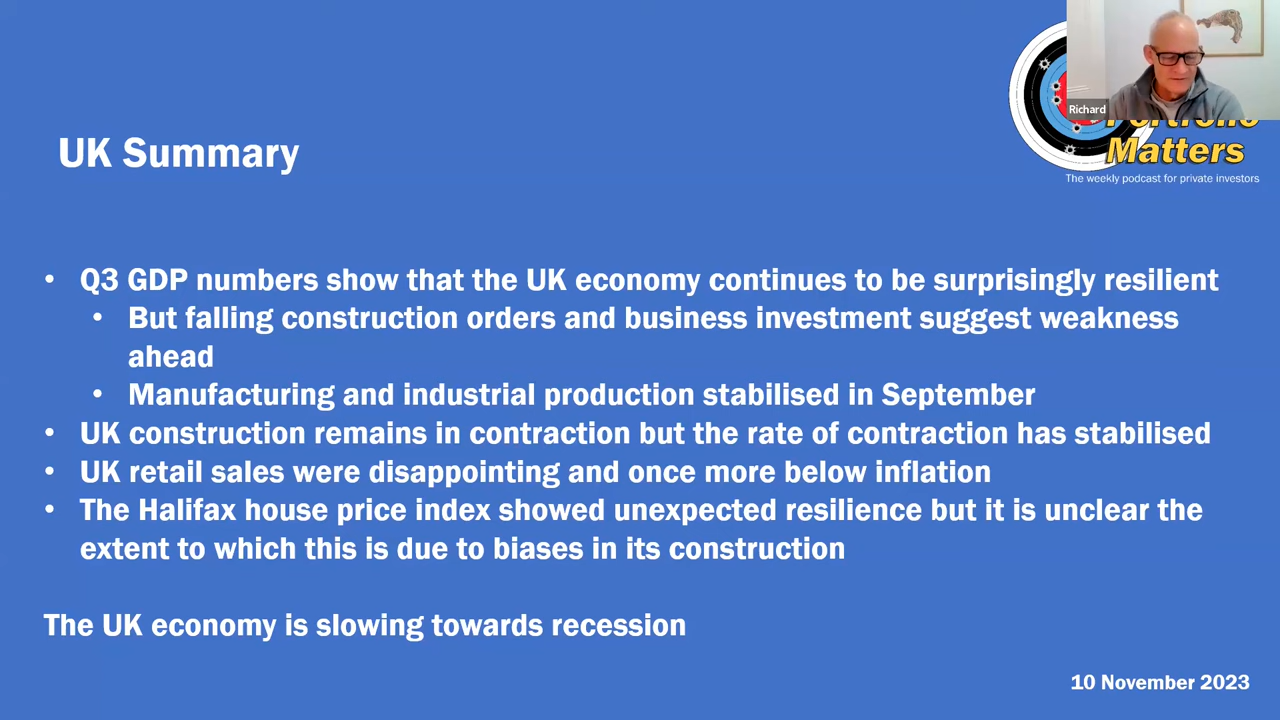 Richard
Matters
The weekly podcast for private investors
UK Summary
• Q3 GDP numbers show that the UK economy continues to be surprisingly resilient
• But falling construction orders and business investment suggest weakness
ahead
• Manufacturing and industrial production stabilised in September
• UK construction remains in contraction but the rate of contraction has stabilised
• UK retail sales were disappointing and once more below inflation
• The Halifax house price index showed unexpected resilience but it is unclear the
extent to which this is due to biases in its construction
The UK economy is slowing towards recession
10 November 2023